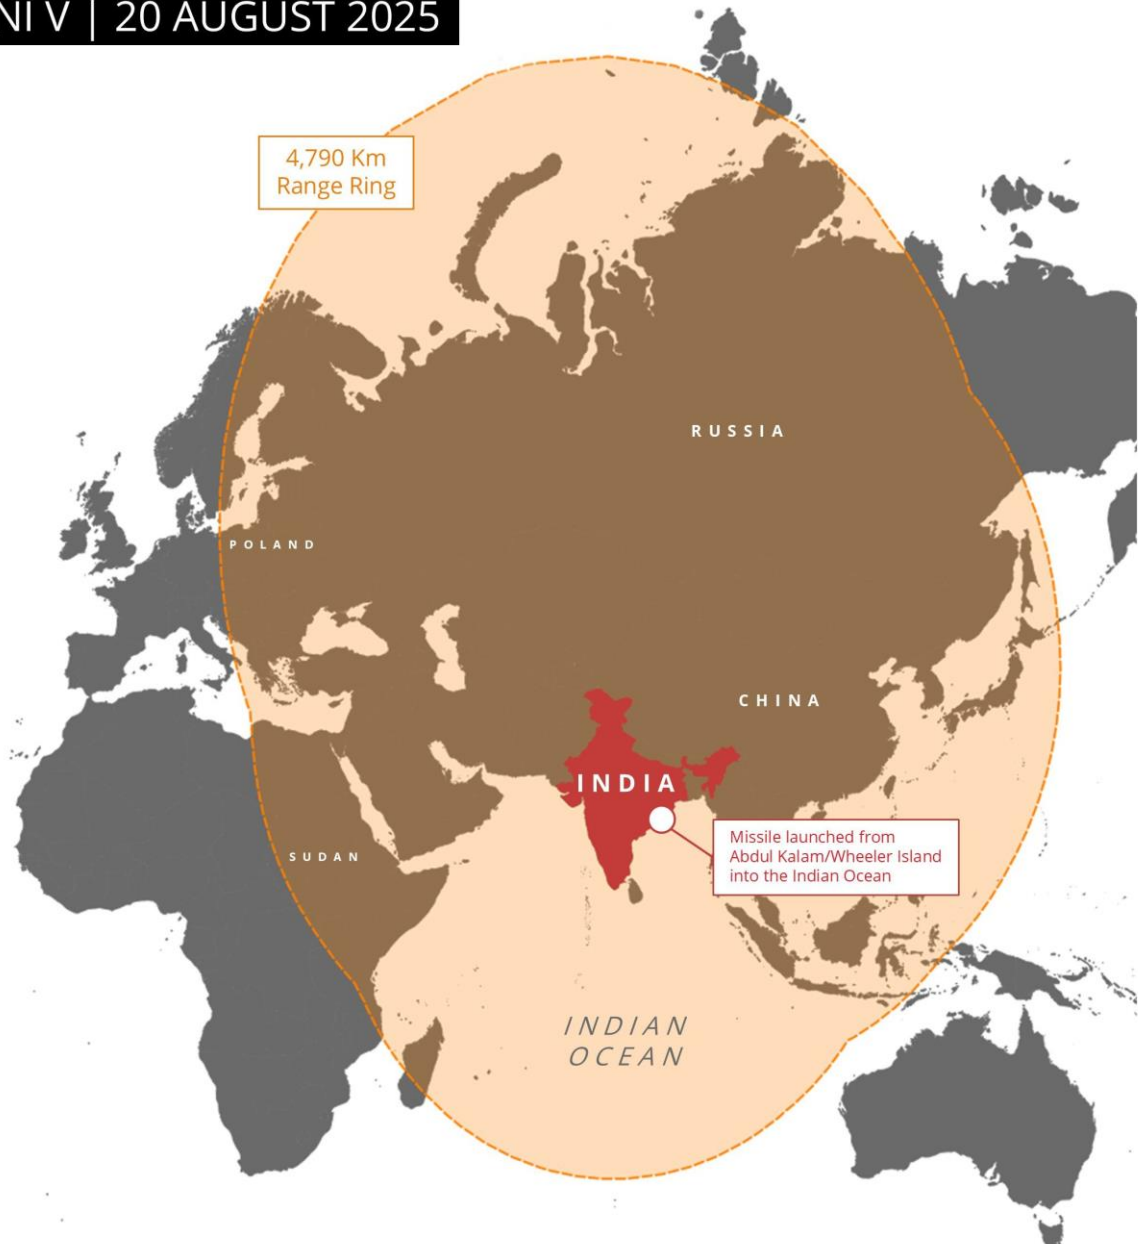 NI V | 20 AUGUST 2025
4,790 Km
Range Ring
RUSSIA
POLAND
CHINA
INDIA
Missile launched from
Abdul Kalam/Wheeler Island
into the Indian Ocean
SUDAN
INDIAN
OCEAN